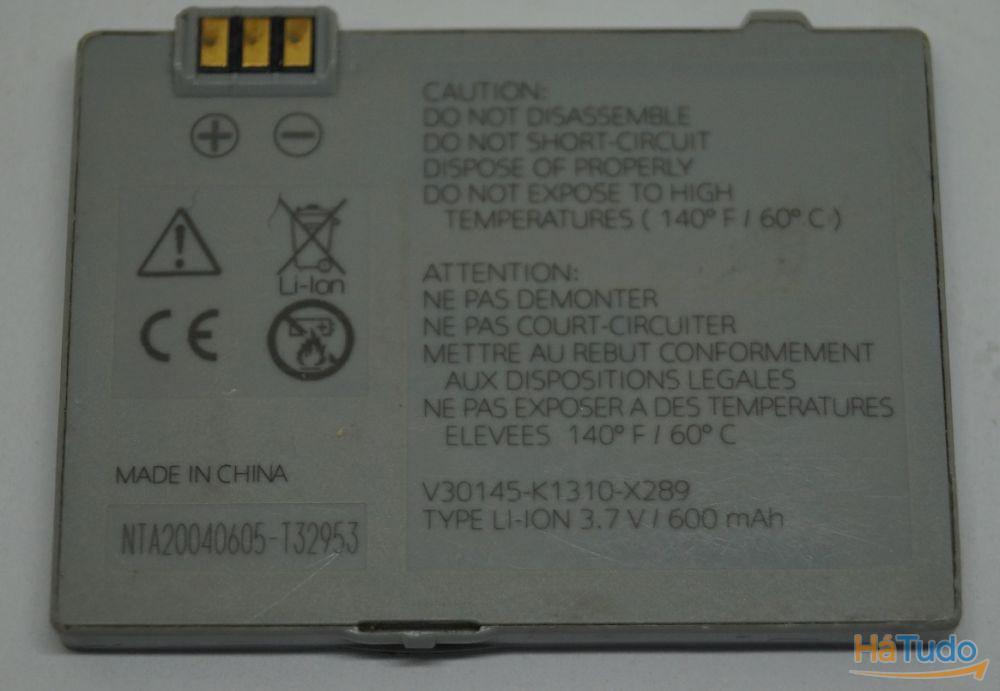 CAUTION:
DO NOT DISASSEMBLE
DO NOT SHORT-CIRCUIT
DISPOSE OF PROPERLY
DO NOT EXPOSE TO HIGH
TEMPERATURES ( 140° F / 60° C )
ATTENTION:
NE PAS DEMONTER
NE PAS COURT-CIRCUITER
METTRE AU REBUT CONFORMEMENT
AUX DISPOSITIONS LEGALES
NE PAS EXPOSER A DES TEMPERATURES
ELEVEES 140° F / 60° C
V30145-K1310-X289
TYPE LI-ION 3.7 V / 600 mAh
+ −
Li-Ion
CE
MADE IN CHINA
NTA20040605-T32953
HáTudo